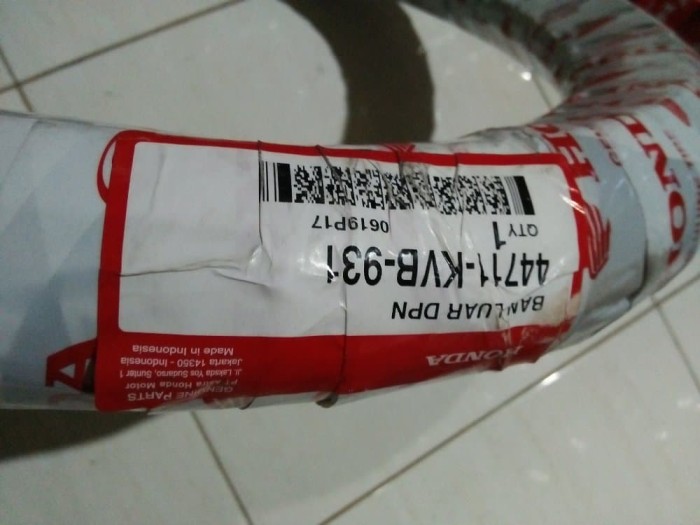 HONDA
GENUINE PARTS
PT Astra Honda Motor
Jl. Laksda Yos Sudarso, Sunter 1
Jakarta 14350 - Indonesia
Made in Indonesia
BAN LUAR DPN
44711-KVB-931
QTY 1
0619P17